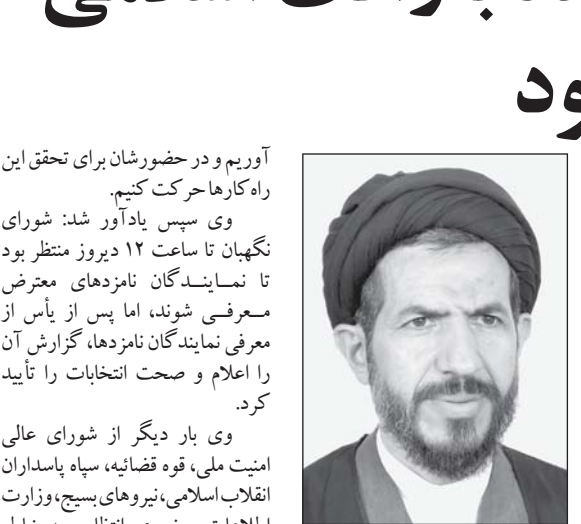 ود
آوریم و در حضورشان برای تحقق این
راه‌کارها حرکت کنیم.
وی سپس یادآور شد: شورای
نگهبان تا ساعت ۱۲ دیروز منتظر بود
تا نمـایـنــدگان نامزدهای معترض
مــعرفــی شوند، اما پس از یأس از
معرفی نمایندگان نامزدها، گزارش آن
را اعلام و صحت انتخابات را تأیید
کرد.
وی بار دیگر از شورای عالی
امنیت ملی، قوه قضائیه، سپاه پاسداران
انقلاب اسلامی، نیروهای بسیج، وزارت